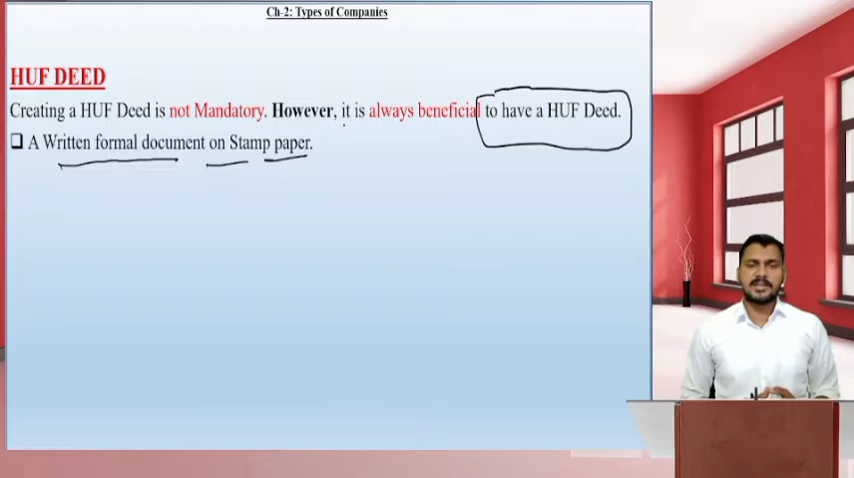 Ch-2: Types of Companies
HUF DEED
Creating a HUF Deed is not Mandatory. However, it is always beneficial to have a HUF Deed.
❑ A Written formal document on Stamp paper.